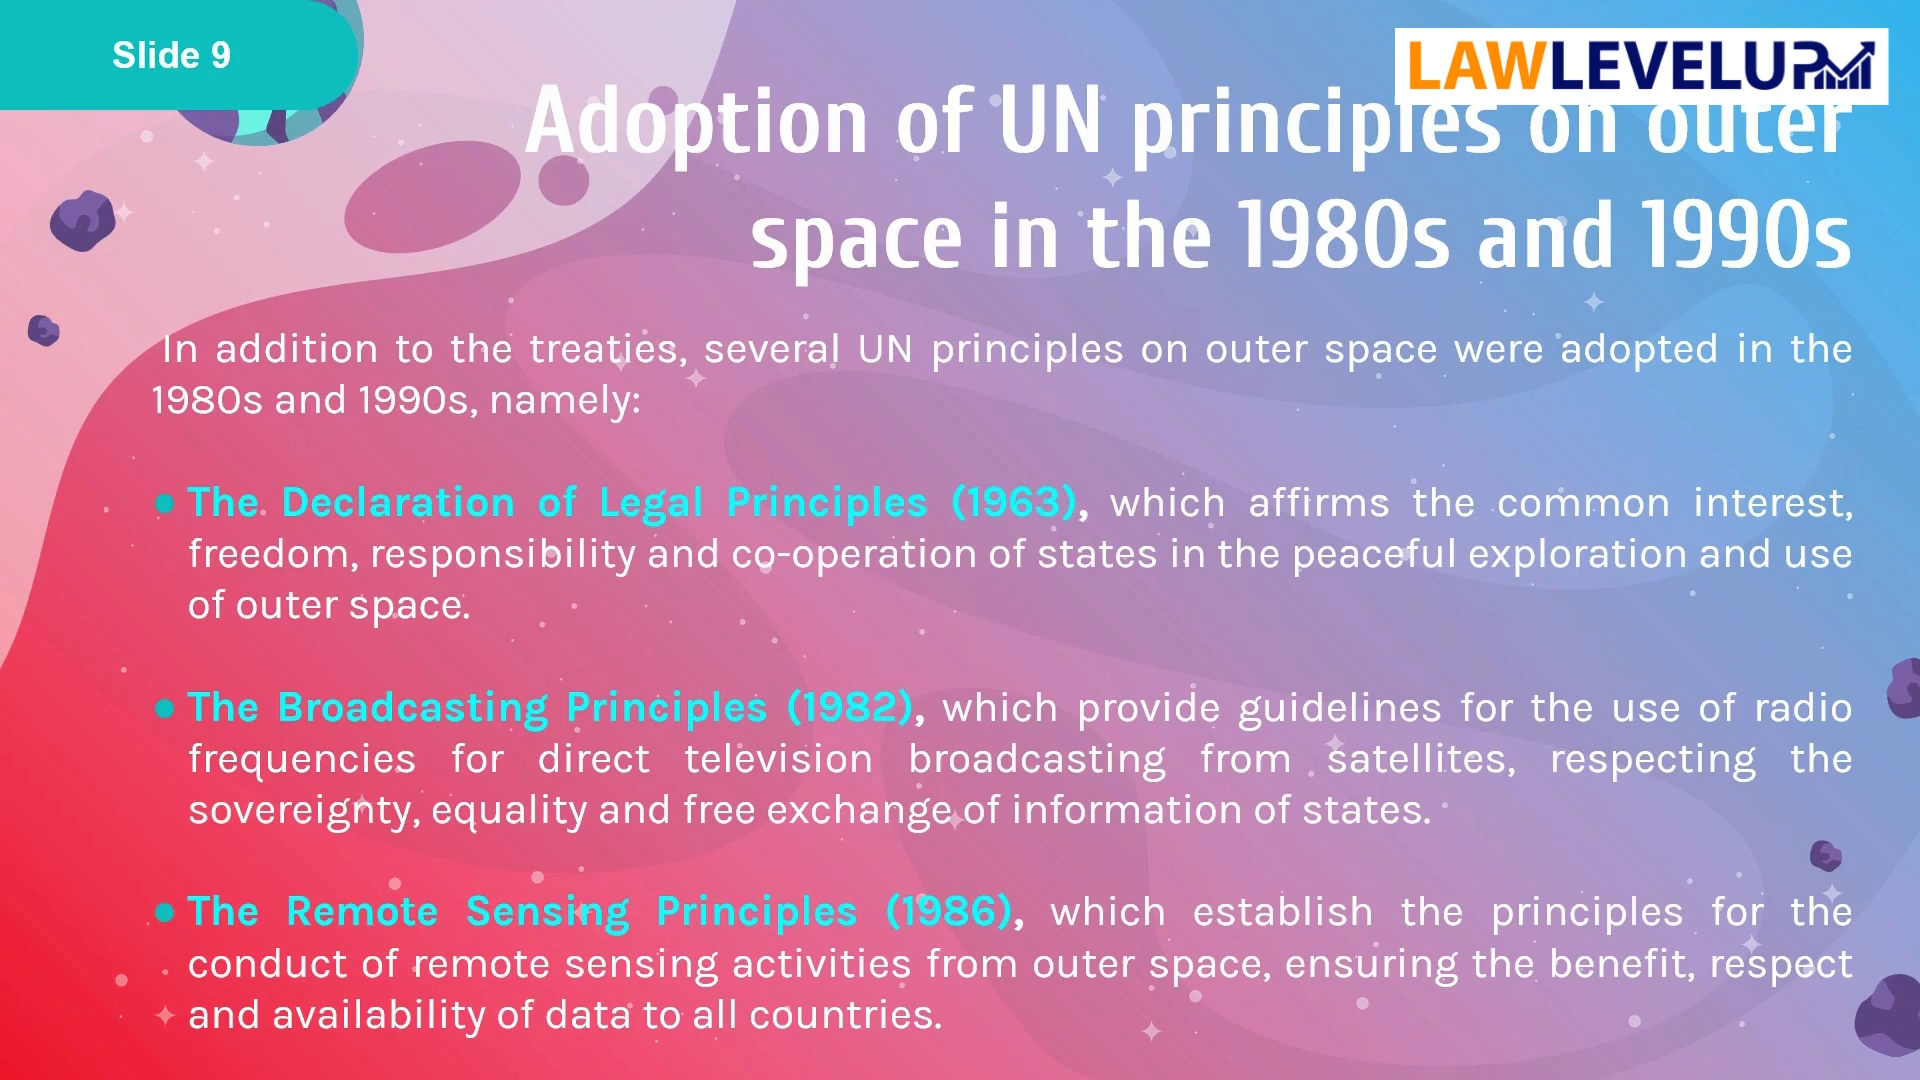 Slide 9
LAWLEVELUP
Adoption of UN principles on outer
space in the 1980s and 1990s
In addition to the treaties, several UN principles on outer space were adopted in the
1980s and 1990s, namely:
● The Declaration of Legal Principles (1963), which affirms the common interest,
freedom, responsibility and co-operation of states in the peaceful exploration and use
of outer space.
● The Broadcasting Principles (1982), which provide guidelines for the use of radio
frequencies for direct television broadcasting from satellites, respecting the
sovereignty, equality and free exchange of information of states.
● The Remote Sensing Principles (1986), which establish the principles for the
conduct of remote sensing activities from outer space, ensuring the benefit, respect
and availability of data to all countries.